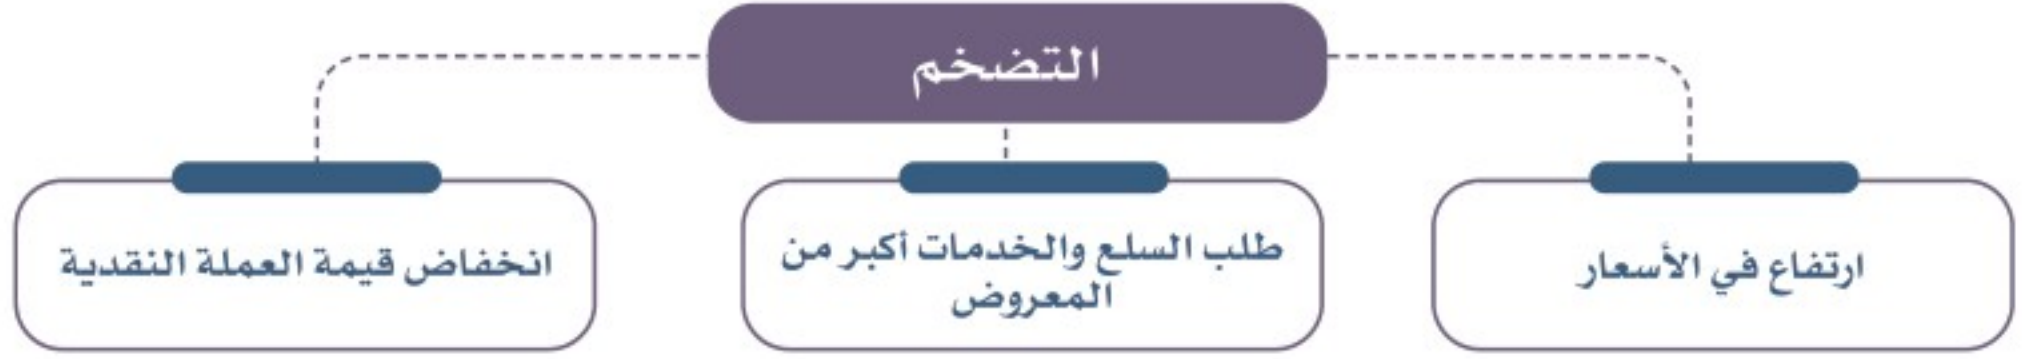 التضخم
ارتفاع في الأسعار
طلب السلع والخدمات أكبر من
المعروض
انخفاض قيمة العملة النقدية